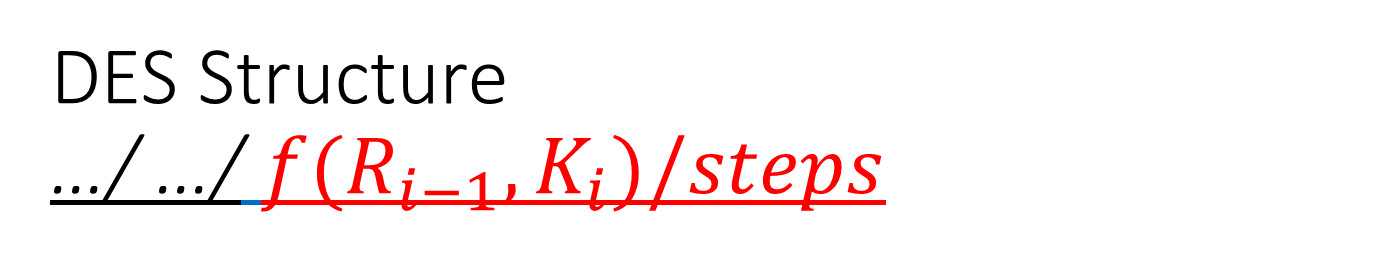 DES Structure
…/ …/ 𝑓(𝑅ᵢ₋₁, 𝐾ᵢ)/𝑠𝑡𝑒𝑝𝑠